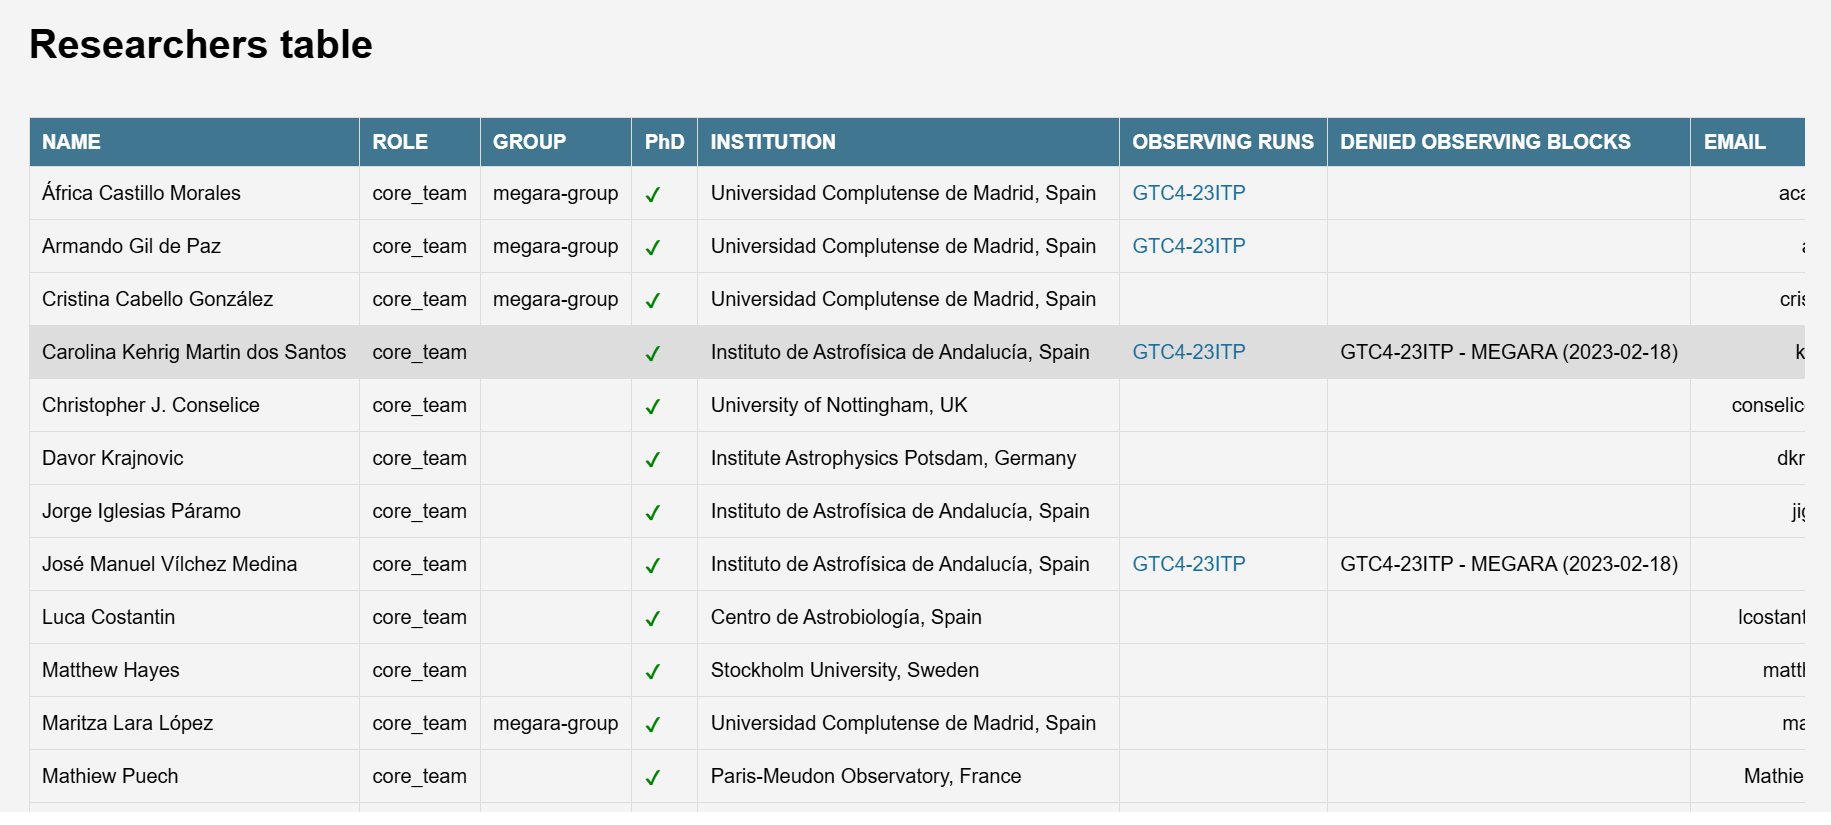 Researchers table
NAME ROLE GROUP PhD INSTITUTION OBSERVING RUNS DENIED OBSERVING BLOCKS EMAIL
África Castillo Morales core_team megara-group ✓ Universidad Complutense de Madrid, Spain GTC4-23ITP
Armando Gil de Paz core_team megara-group ✓ Universidad Complutense de Madrid, Spain GTC4-23ITP
Cristina Cabello González core_team megara-group ✓ Universidad Complutense de Madrid, Spain cris
Carolina Kehrig Martin dos Santos core_team ✓ Instituto de Astrofísica de Andalucía, Spain GTC4-23ITP GTC4-23ITP - MEGARA (2023-02-18) k
Christopher J. Conselice core_team ✓ University of Nottingham, UK conselic
Davor Krajnovic core_team ✓ Institute Astrophysics Potsdam, Germany dkr
Jorge Iglesias Páramo core_team ✓ Instituto de Astrofísica de Andalucía, Spain
José Manuel Vílchez Medina core_team ✓ Instituto de Astrofísica de Andalucía, Spain GTC4-23ITP GTC4-23ITP - MEGARA (2023-02-18)
Luca Costantin core_team ✓ Centro de Astrobiología, Spain lcostant
Matthew Hayes core_team ✓ Stockholm University, Sweden
Maritza Lara López core_team megara-group ✓ Universidad Complutense de Madrid, Spain
Mathiew Puech core_team ✓ Paris-Meudon Observatory, France Mathie